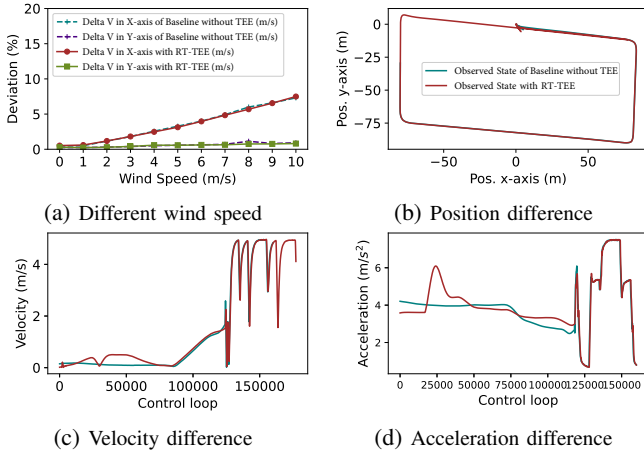 20
15
10
5
0
Deviation (%)
Delta V in X-axis of Baseline without TEE (m/s)
Delta V in Y-axis of Baseline without TEE (m/s)
Delta V in X-axis with RT-TEE (m/s)
Delta V in Y-axis with RT-TEE (m/s)
0 1 2 3 4 5 6 7 8 9 10
Wind Speed (m/s)
(a) Different wind speed
0
−25
−50
−75
Pos. y-axis (m)
Observed State of Baseline without TEE
Observed State with RT-TEE
−50 0 50
Pos. x-axis (m)
(b) Position difference
4
2
0
Velocity (m/s)
0 50000 100000 150000
Control loop
(c) Velocity difference
6
4
2
Acceleration (m/s²)
0 25000 50000 75000 100000 125000 150000
Control loop
(d) Acceleration difference